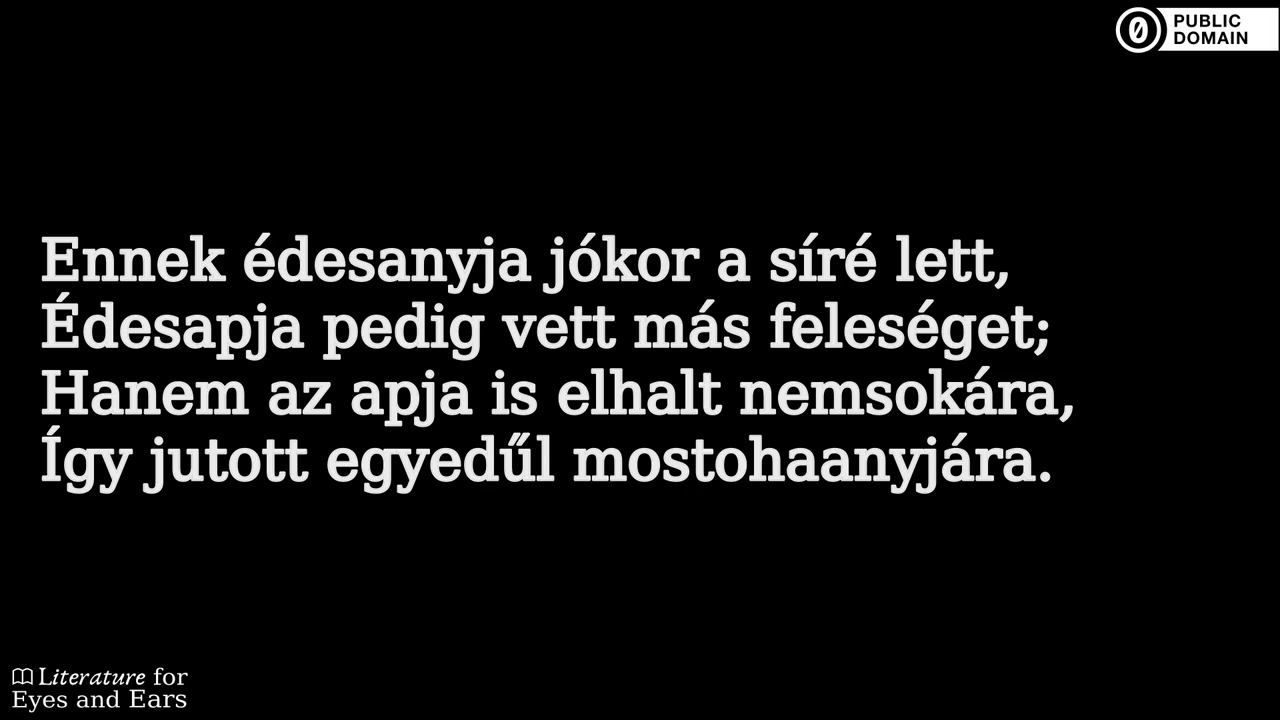 PUBLIC
DOMAIN
Ennek édesanyja jókor a síré lett,
Édesapja pedig vett más feleséget;
Hanem az apja is elhalt nemsokára,
Így jutott egyedűl mostohaanyjára.
Literature for
Eyes and Ears